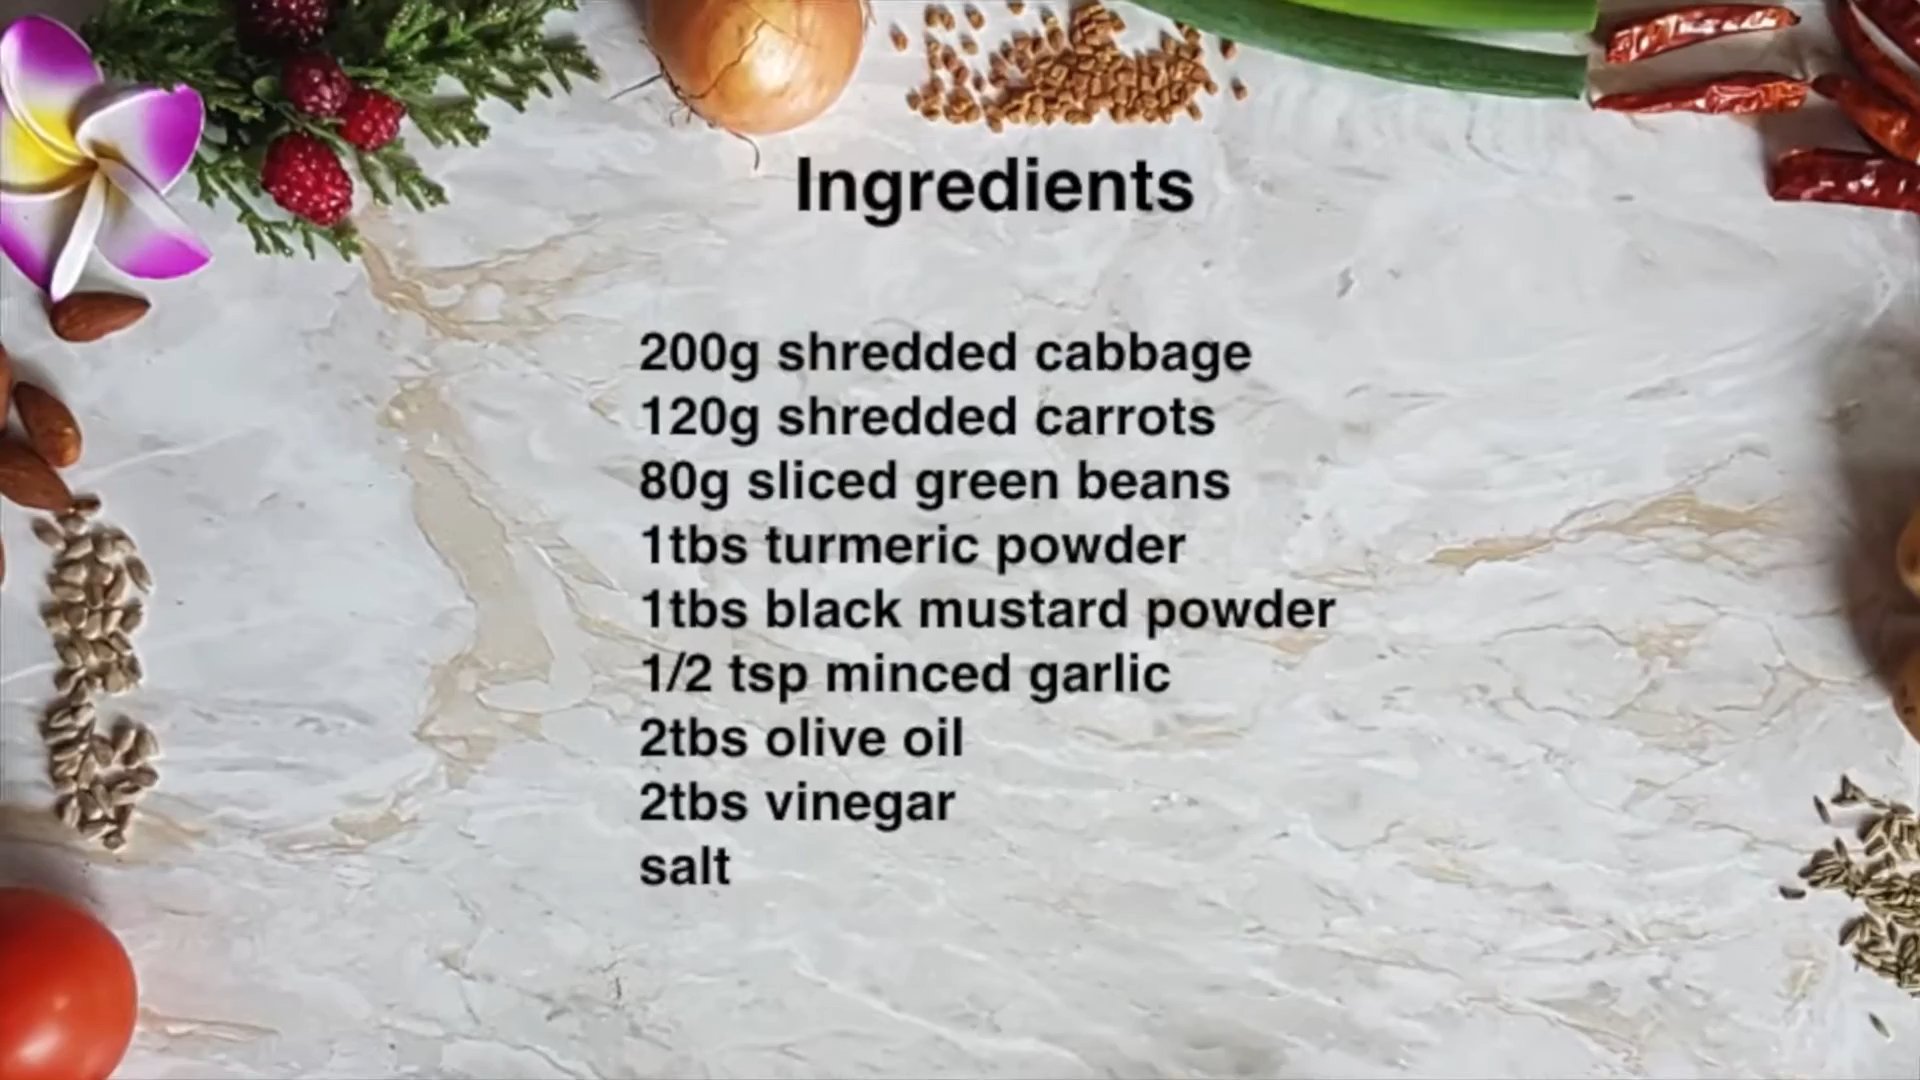 Ingredients
200g shredded cabbage
120g shredded carrots
80g sliced green beans
1tbs turmeric powder
1tbs black mustard powder
1/2 tsp minced garlic
2tbs olive oil
2tbs vinegar
salt